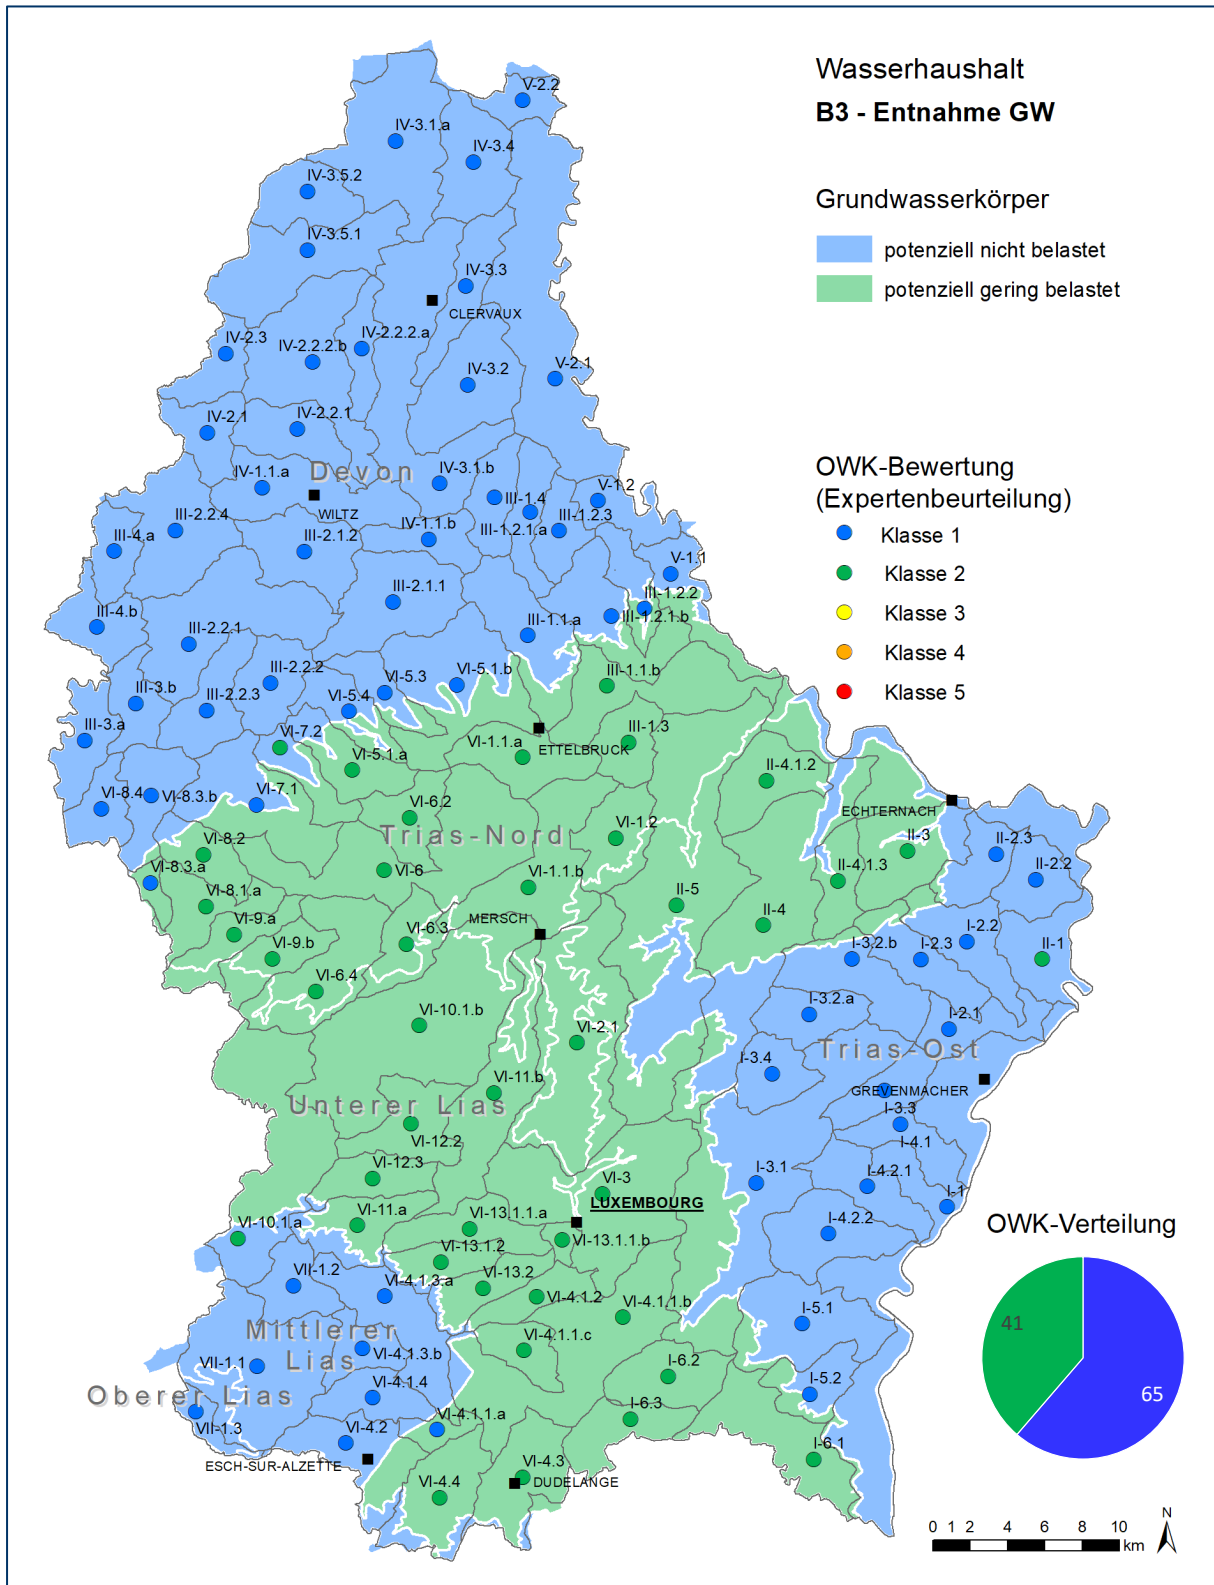 Wasserhaushalt
B3 - Entnahme GW
Grundwasserkörper
potenziell nicht belastet
potenziell gering belastet
OWK-Bewertung
(Expertenbeurteilung)
Klasse 1
Klasse 2
Klasse 3
Klasse 4
Klasse 5
V-2.2
IV-3.1.a
IV-3.4
IV-3.5.2
IV-3.5.1
IV-3.3
CLERVAUX
IV-2.3
IV-2.2.2.b
IV-2.2.2.a
IV-3.2
V-2.1
IV-2.1
IV-2.2.1
Devon
IV-1.1.a
IV-3.1.b
WILTZ
III-1.4
V-1.2
III-2.2.4
III-4.a
III-2.1.2
IV-1.1.b
III-1.2.1.a
III-1.2.3
V-1.1
III-2.1.1
III-1.2.2
III-4.b
III-1.1.a
III-1.2.1.b
III-2.2.1
III-3.b
III-2.2.2
III-2.2.3
VI-5.3
VI-5.1.b
III-1.1.b
VI-5.4
III-3.a
VI-7.2
VI-5.1.a
VI-1.1.a
ETTELBRUCK
III-1.3
II-4.1.2
VI-8.4
VI-8.3.b
VI-7.1
VI-6.2
ECHTERNACH
Trias-Nord
VI-1.2
II-3
II-2.3
II-2.2
VI-8.2
VI-8.3.a
VI-6
VI-1.1.b
II-4.1.3
VI-8.1.a
II-5
VI-9.a
MERSCH
II-4
VI-9.b
VI-6.3
I-3.2.b
I-2.3
I-2.2
II-1
VI-6.4
VI-10.1.b
I-3.2.a
I-2.1
VI-2.1
Trias-Ost
I-3.4
VI-11.b
GREVENMACHER
Unterer Lias
I-3.3
VI-12.2
I-4.1
VI-12.3
VI-3
I-3.1
I-4.2.1
I-1
LUXEMBOURG
VI-10.1.a
VI-11.a
VI-13.1.1.a
VI-13.1.1.b
I-4.2.2
VI-13.1.2
VII-1.2
VI-4.1.3.a
VI-13.2
VI-4.1.2
VI-4.1.1.b
I-5.1
Mittlerer
Lias
VI-4.1.1.c
VI-4.1.3.b
VII-1.1
I-6.2
Oberer Lias
VI-4.1.4
I-5.2
VII-1.3
VI-4.2
VI-4.1.1.a
I-6.3
I-6.1
ESCH-SUR-ALZETTE
VI-4.4
VI-4.3
DUDELANGE
OWK-Verteilung
41
65
N
0 1 2 4 6 8 10
km